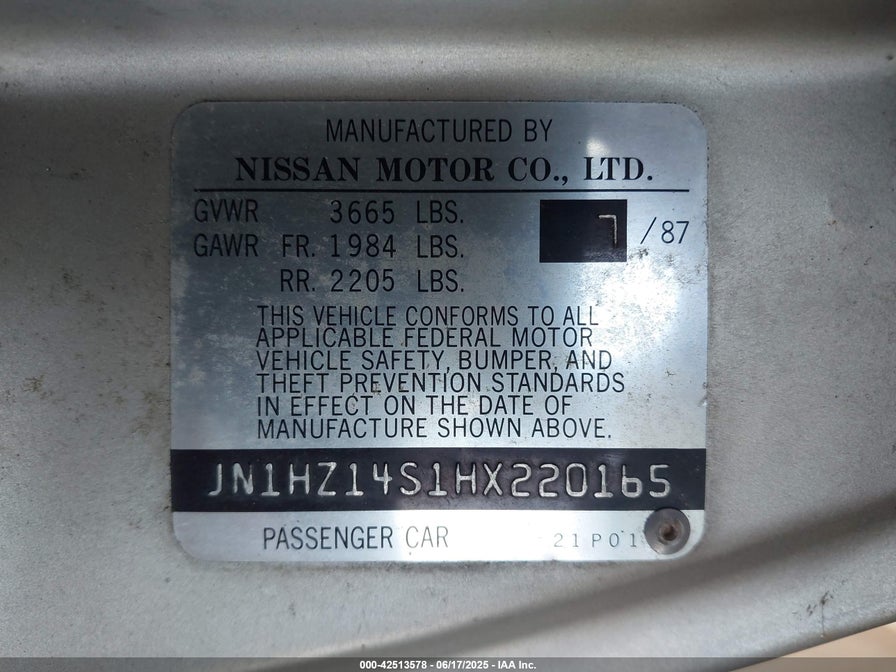 MANUFACTURED BY
NISSAN MOTOR CO., LTD.
GVWR 3665 LBS.
GAWR FR. 1984 LBS.
7 /87
RR. 2205 LBS.
THIS VEHICLE CONFORMS TO ALL
APPLICABLE FEDERAL MOTOR
VEHICLE SAFETY, BUMPER, AND
THEFT PREVENTION STANDARDS
IN EFFECT ON THE DATE OF
MANUFACTURE SHOWN ABOVE.
JN1HZ14S1HX220165
PASSENGER CAR 21P01
000-42513578 - 06/17/2025 - IAA Inc.